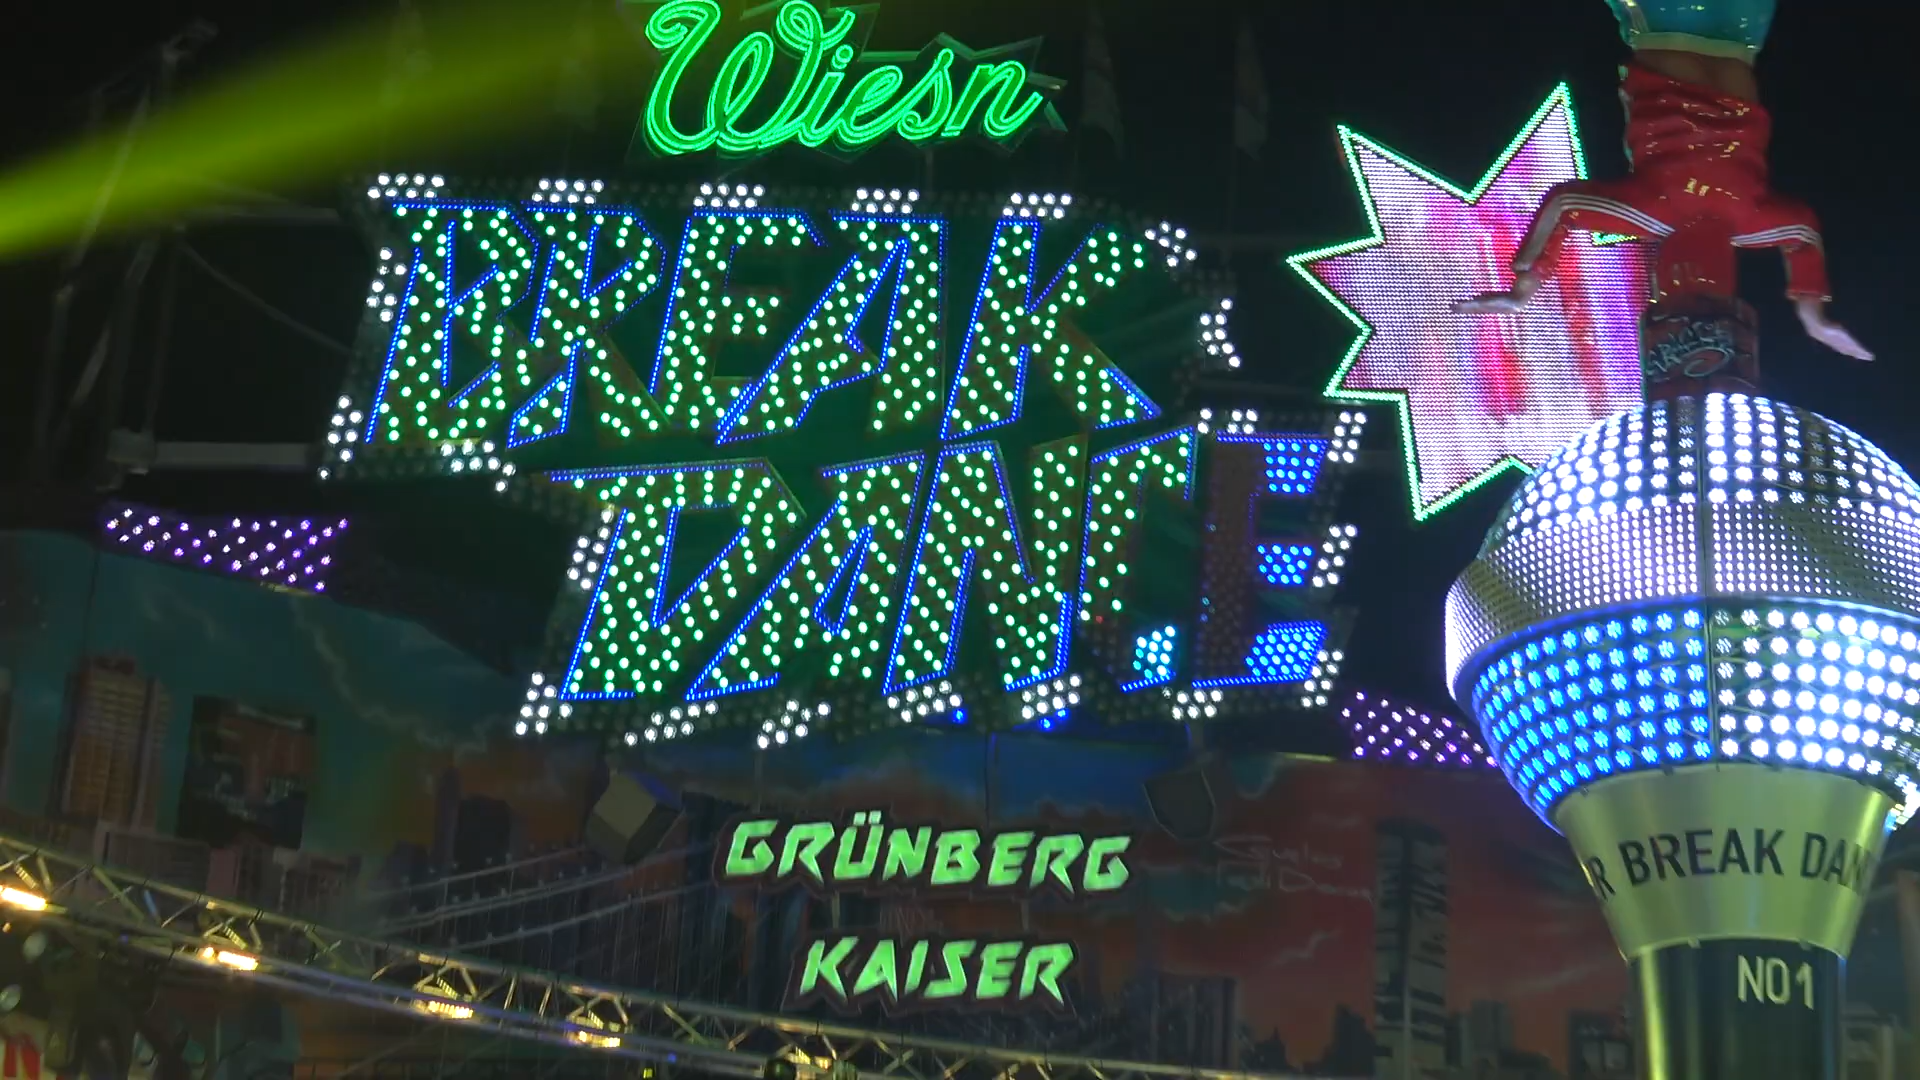 Wiesn
BREAK
DANCE
GRÜNBERG
KAISER
R BREAK DAN
NO1